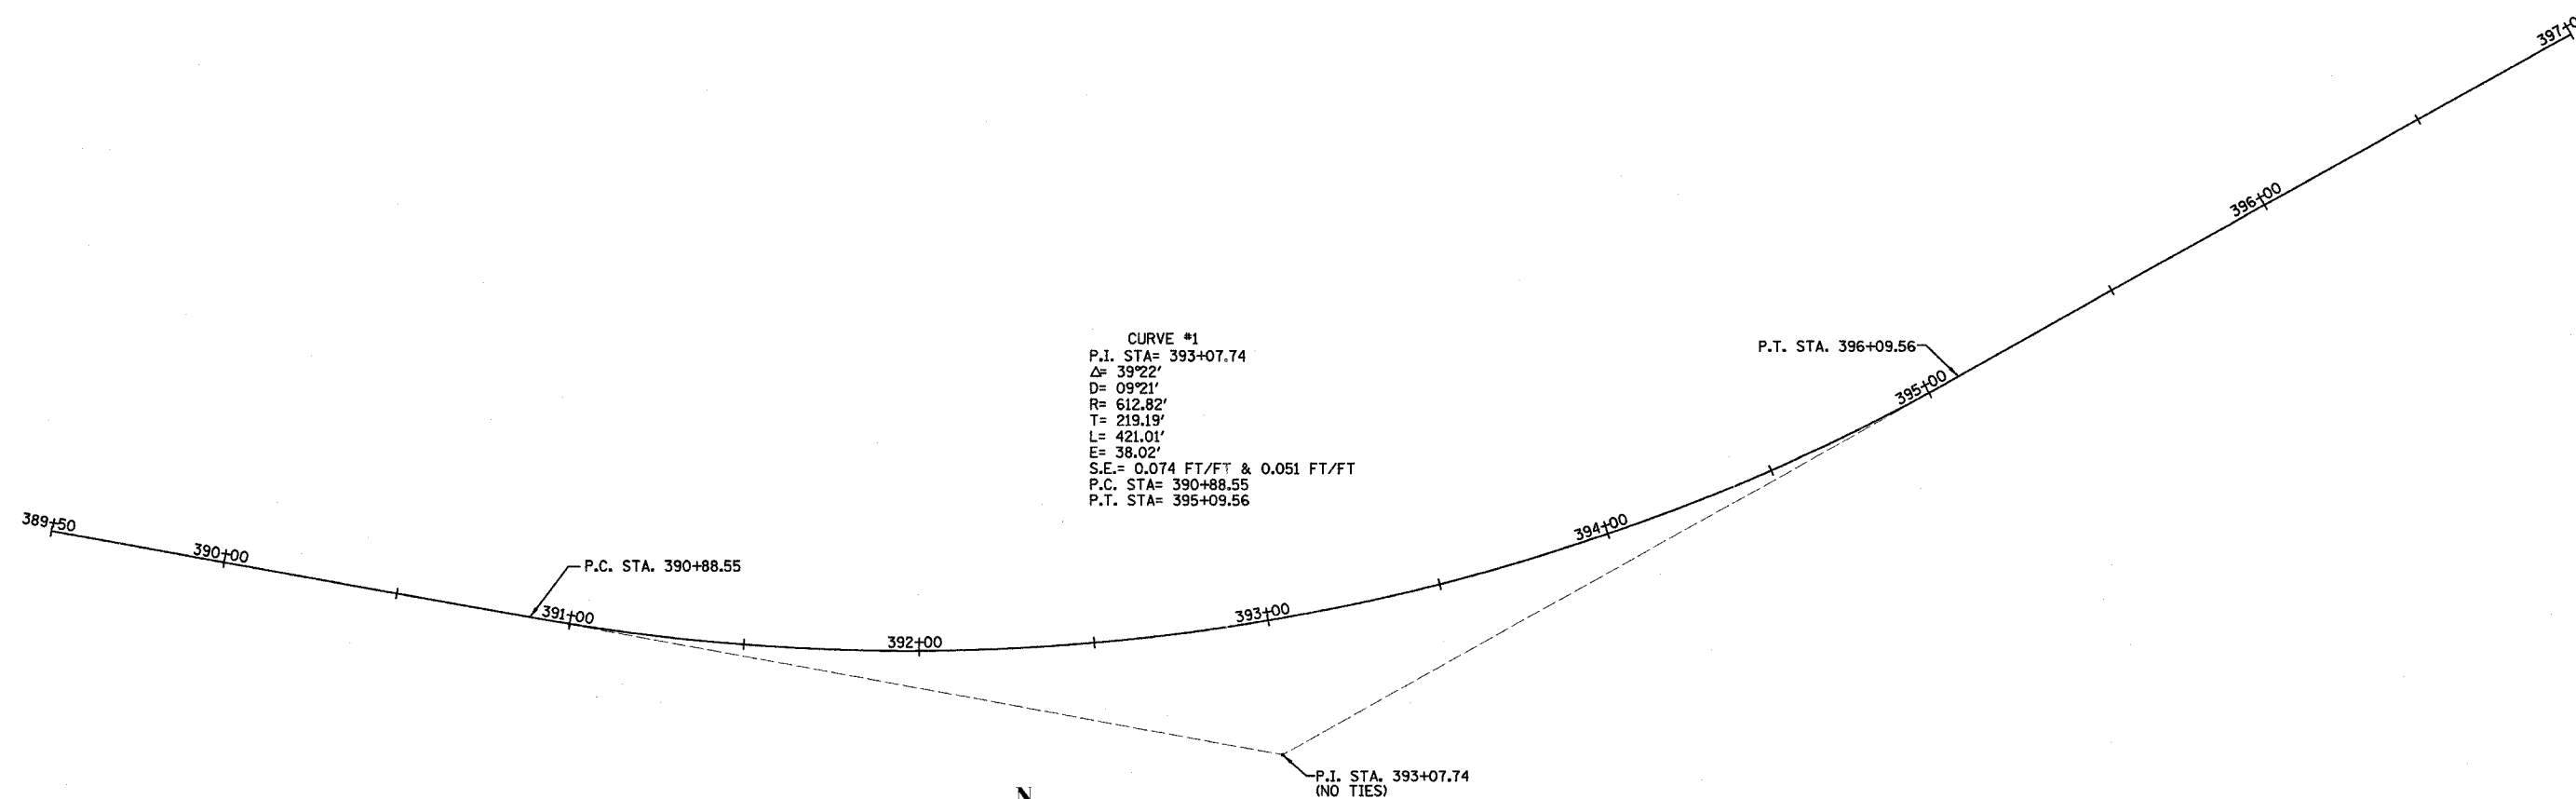 397+0
396+00
CURVE #1
P.I. STA= 393+07.74
Δ= 39°22'
D= 09°21'
R= 612.82'
T= 219.19'
L= 421.01'
E= 38.02'
S.E.= 0.074 FT/FT & 0.051 FT/FT
P.C. STA= 390+88.55
P.T. STA= 395+09.56
P.T. STA. 396+09.56
395+00
389+50
390+00
P.C. STA. 390+88.55
391+00
392+00
393+00
394+00
P.I. STA. 393+07.74
(NO TIES)
N